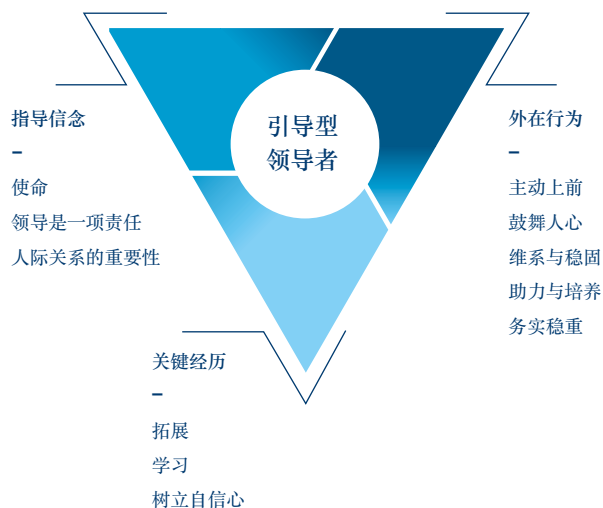 引导型
领导者
指导信念
–
使命
领导是一项责任
人际关系的重要性
外在行为
–
主动上前
鼓舞人心
维系与稳固
助力与培养
务实稳重
关键经历
–
拓展
学习
树立自信心